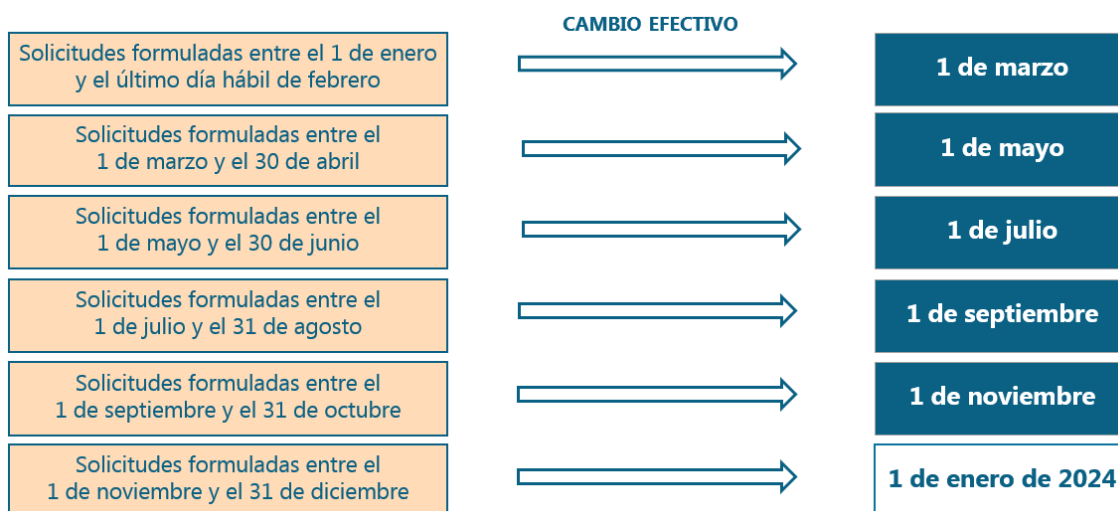 CAMBIO EFECTIVO
Solicitudes formuladas entre el 1 de enero
y el último día hábil de febrero
1 de marzo
Solicitudes formuladas entre el
1 de marzo y el 30 de abril
1 de mayo
Solicitudes formuladas entre el
1 de mayo y el 30 de junio
1 de julio
Solicitudes formuladas entre el
1 de julio y el 31 de agosto
1 de septiembre
Solicitudes formuladas entre el
1 de septiembre y el 31 de octubre
1 de noviembre
Solicitudes formuladas entre el
1 de noviembre y el 31 de diciembre
1 de enero de 2024